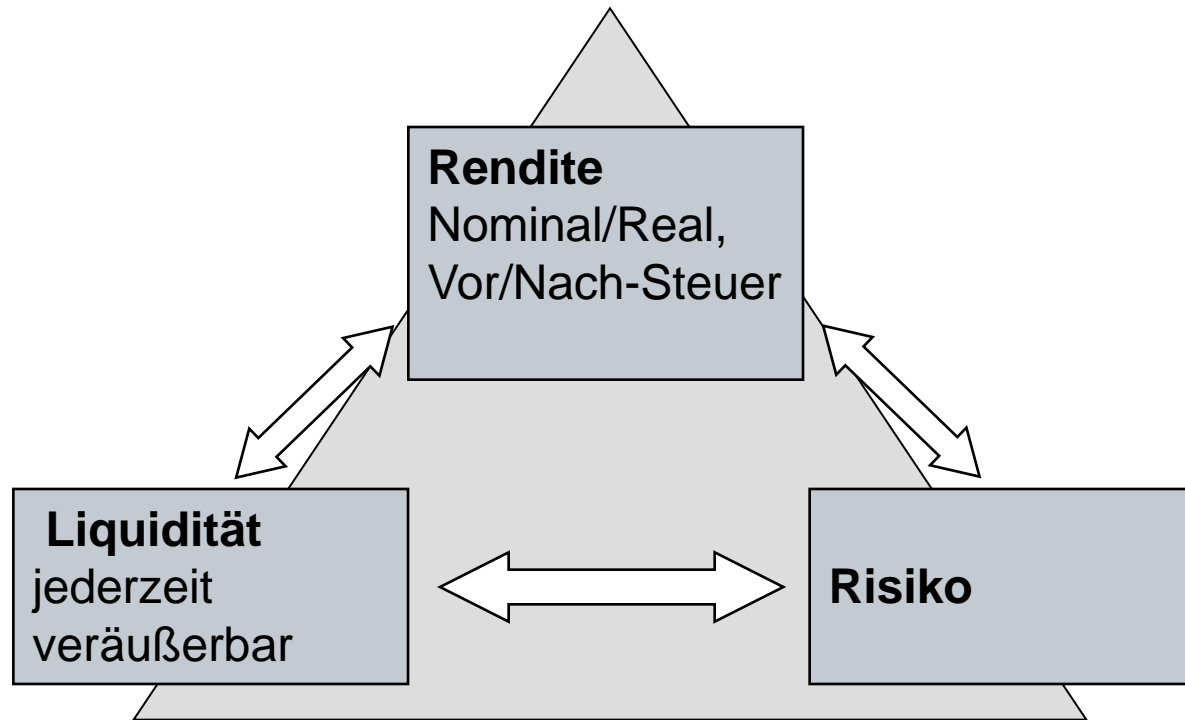 Rendite
Nominal/Real,
Vor/Nach-Steuer
Liquidität
jederzeit
veräußerbar
Risiko